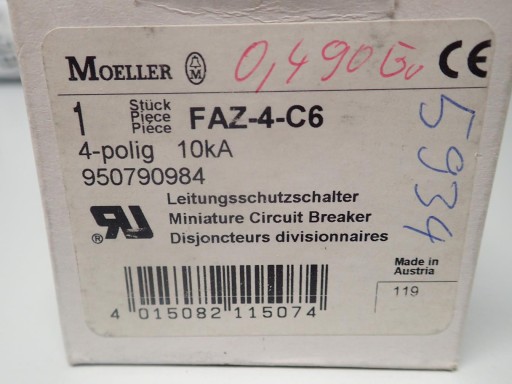 MOELLER M 0,490 Gv CE
1 Stück
Piece
Pièce FAZ-4-C6
4-polig 10kA
950790984
5934
Leitungsschutzschalter
Miniature Circuit Breaker
Disjoncteurs divisionnaires
Made in
Austria
119
4 015082 115074